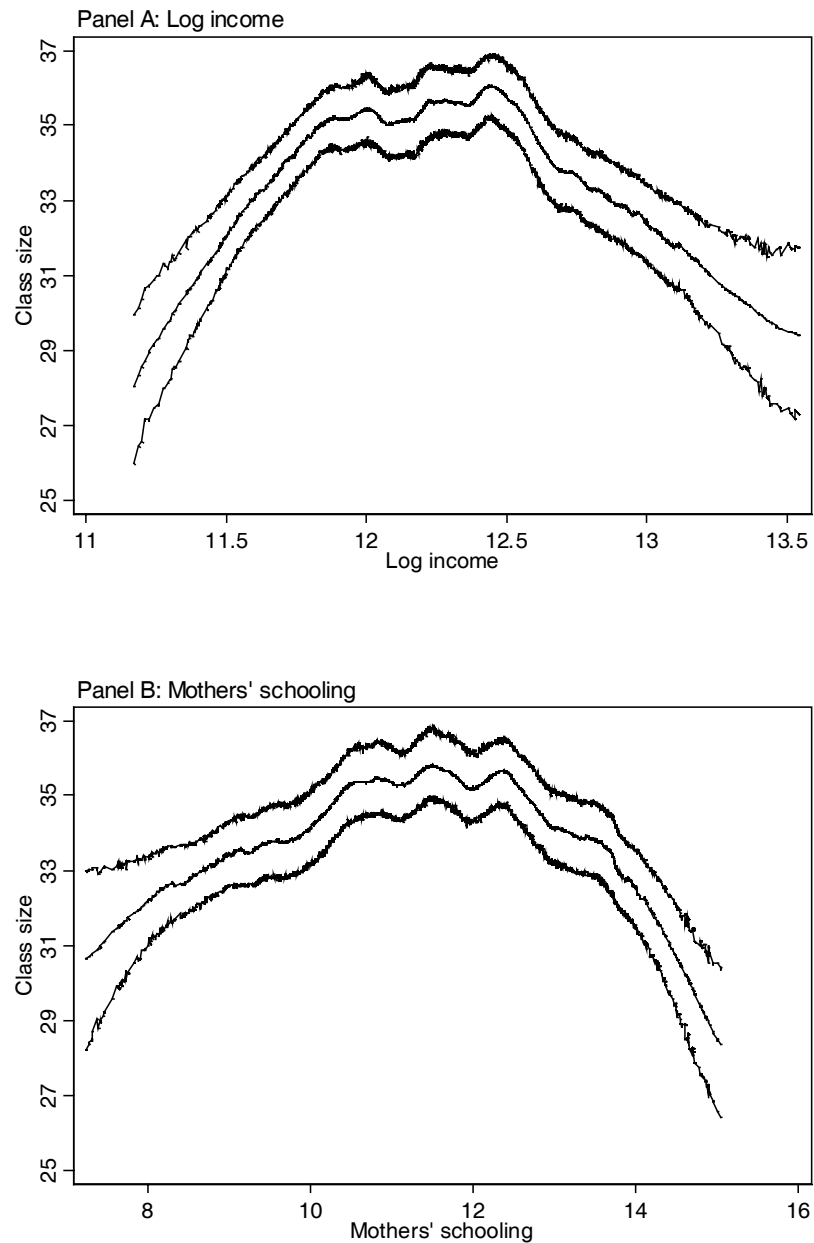 Panel A: Log income
Class size
37
35
33
31
29
27
25
11 11.5 12 12.5 13 13.5
Log income
Panel B: Mothers' schooling
Class size
37
35
33
31
29
27
25
8 10 12 14 16
Mothers' schooling